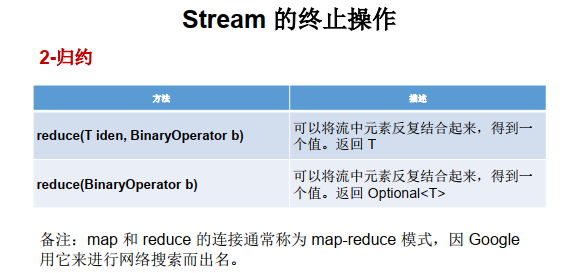 Stream 的终止操作
2-归约
方法 描述
reduce(T iden, BinaryOperator b) 可以将流中元素反复结合起来，得到一
个值。返回 T
reduce(BinaryOperator b) 可以将流中元素反复结合起来，得到一
个值。返回 Optional<T>
备注：map 和 reduce 的连接通常称为 map-reduce 模式，因 Google
用它来进行网络搜索而出名。